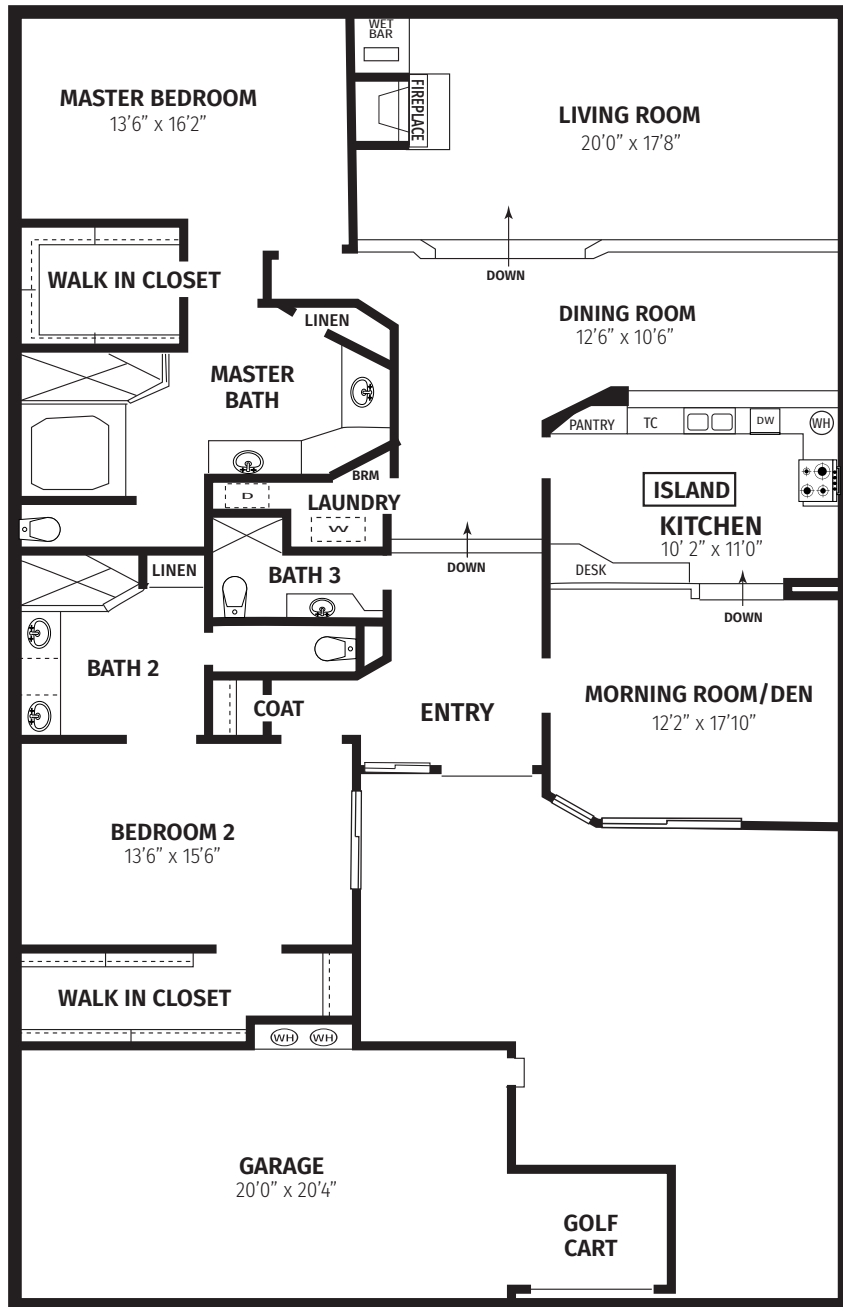 WET
BAR
MASTER BEDROOM
13’6” x 16’2”
FIREPLACE
LIVING ROOM
20’0” x 17’8”
WALK IN CLOSET
DOWN
LINEN
DINING ROOM
12’6” x 10’6”
MASTER
BATH
PANTRY
TC
DW
WH
BRM
D
LAUNDRY
W
ISLAND
KITCHEN
10’ 2” x 11’0”
LINEN
BATH 3
DOWN
DESK
DOWN
BATH 2
COAT
ENTRY
MORNING ROOM/DEN
12’2” x 17’10”
BEDROOM 2
13’6” x 15’6”
WALK IN CLOSET
WH
WH
GARAGE
20’0” x 20’4”
GOLF
CART